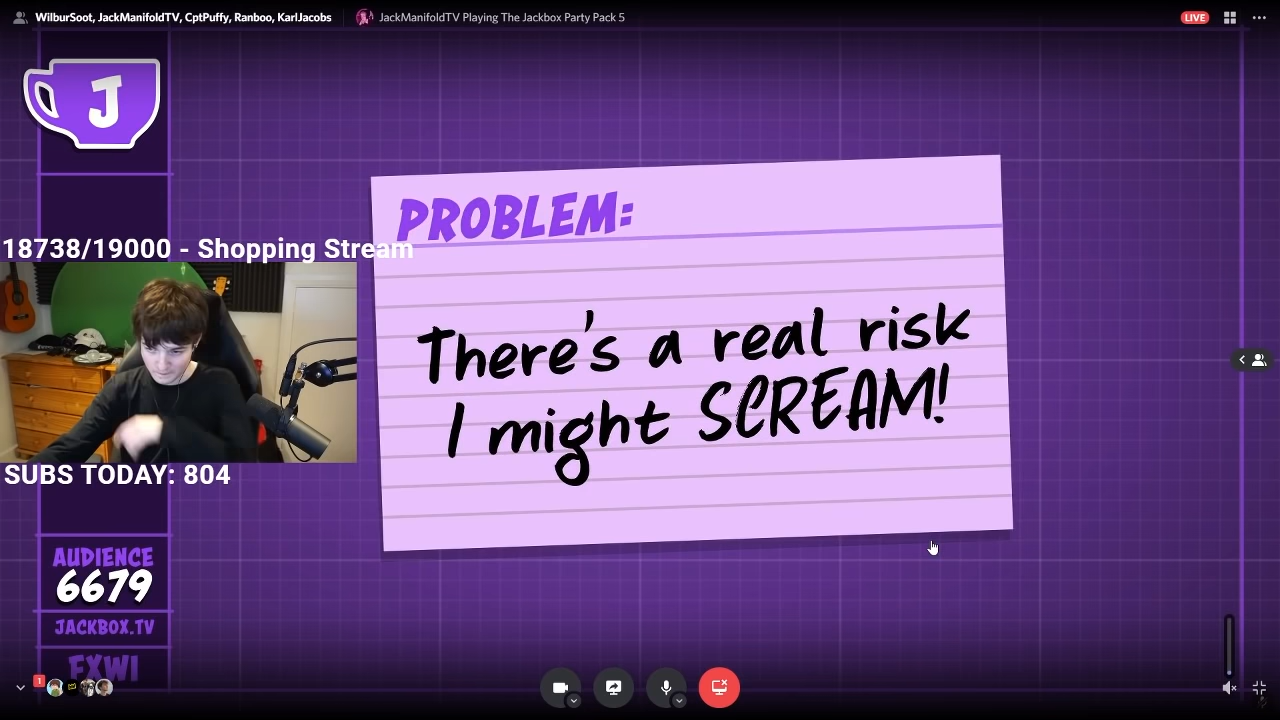 WilburSoot, JackManifoldTV, CptPuffy, Ranboo, KarlJacobs
JackManifoldTV Playing The Jackbox Party Pack 5
LIVE
J
PROBLEM:
There's a real risk
I might SCREAM!
18738/19000 - Shopping Stream
SUBS TODAY: 804
AUDIENCE
6679
JACKBOX.TV
FXWI
1